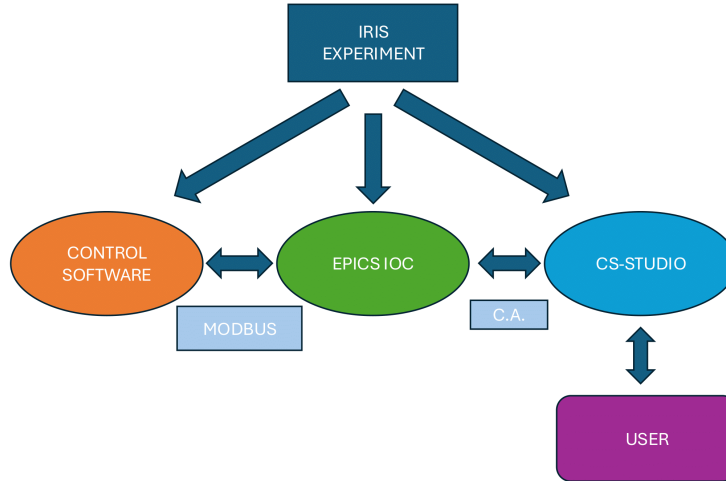 IRIS
EXPERIMENT
CONTROL
SOFTWARE
EPICS IOC
CS-STUDIO
MODBUS
C.A.
USER